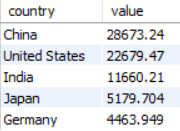 country value
China 28673.24
United States 22679.47
India 11660.21
Japan 5179.704
Germany 4463.949